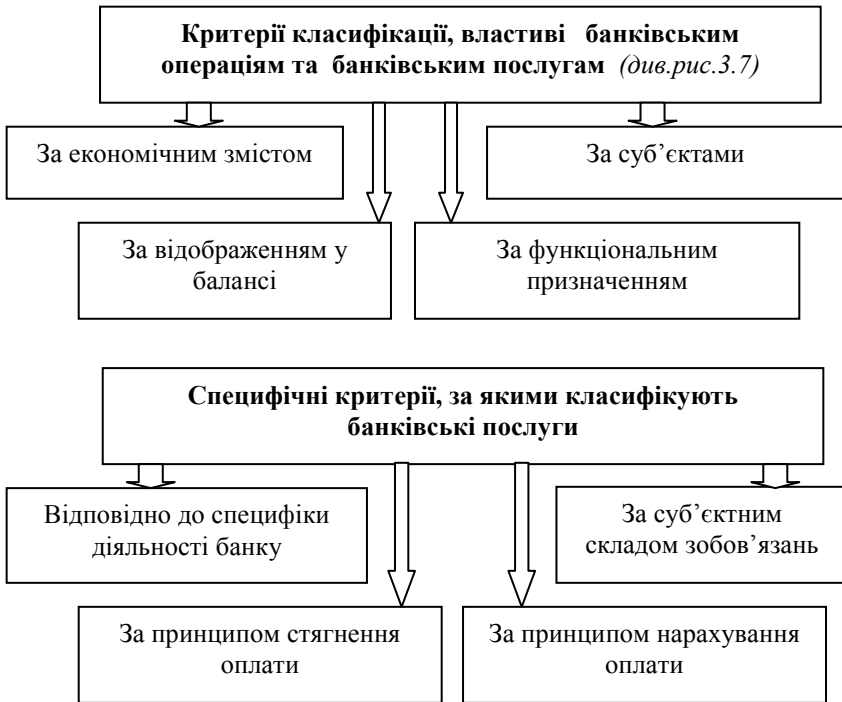 Критерії класифікації, властиві банківським
операціям та банківським послугам (див.рис.3.7)
За економічним змістом
За суб’єктами
За відображенням у
балансі
За функціональним
призначенням
Специфічні критерії, за якими класифікують
банківські послуги
Відповідно до специфіки
діяльності банку
За суб’єктним
складом зобов’язань
За принципом стягнення
оплати
За принципом нарахування
оплати